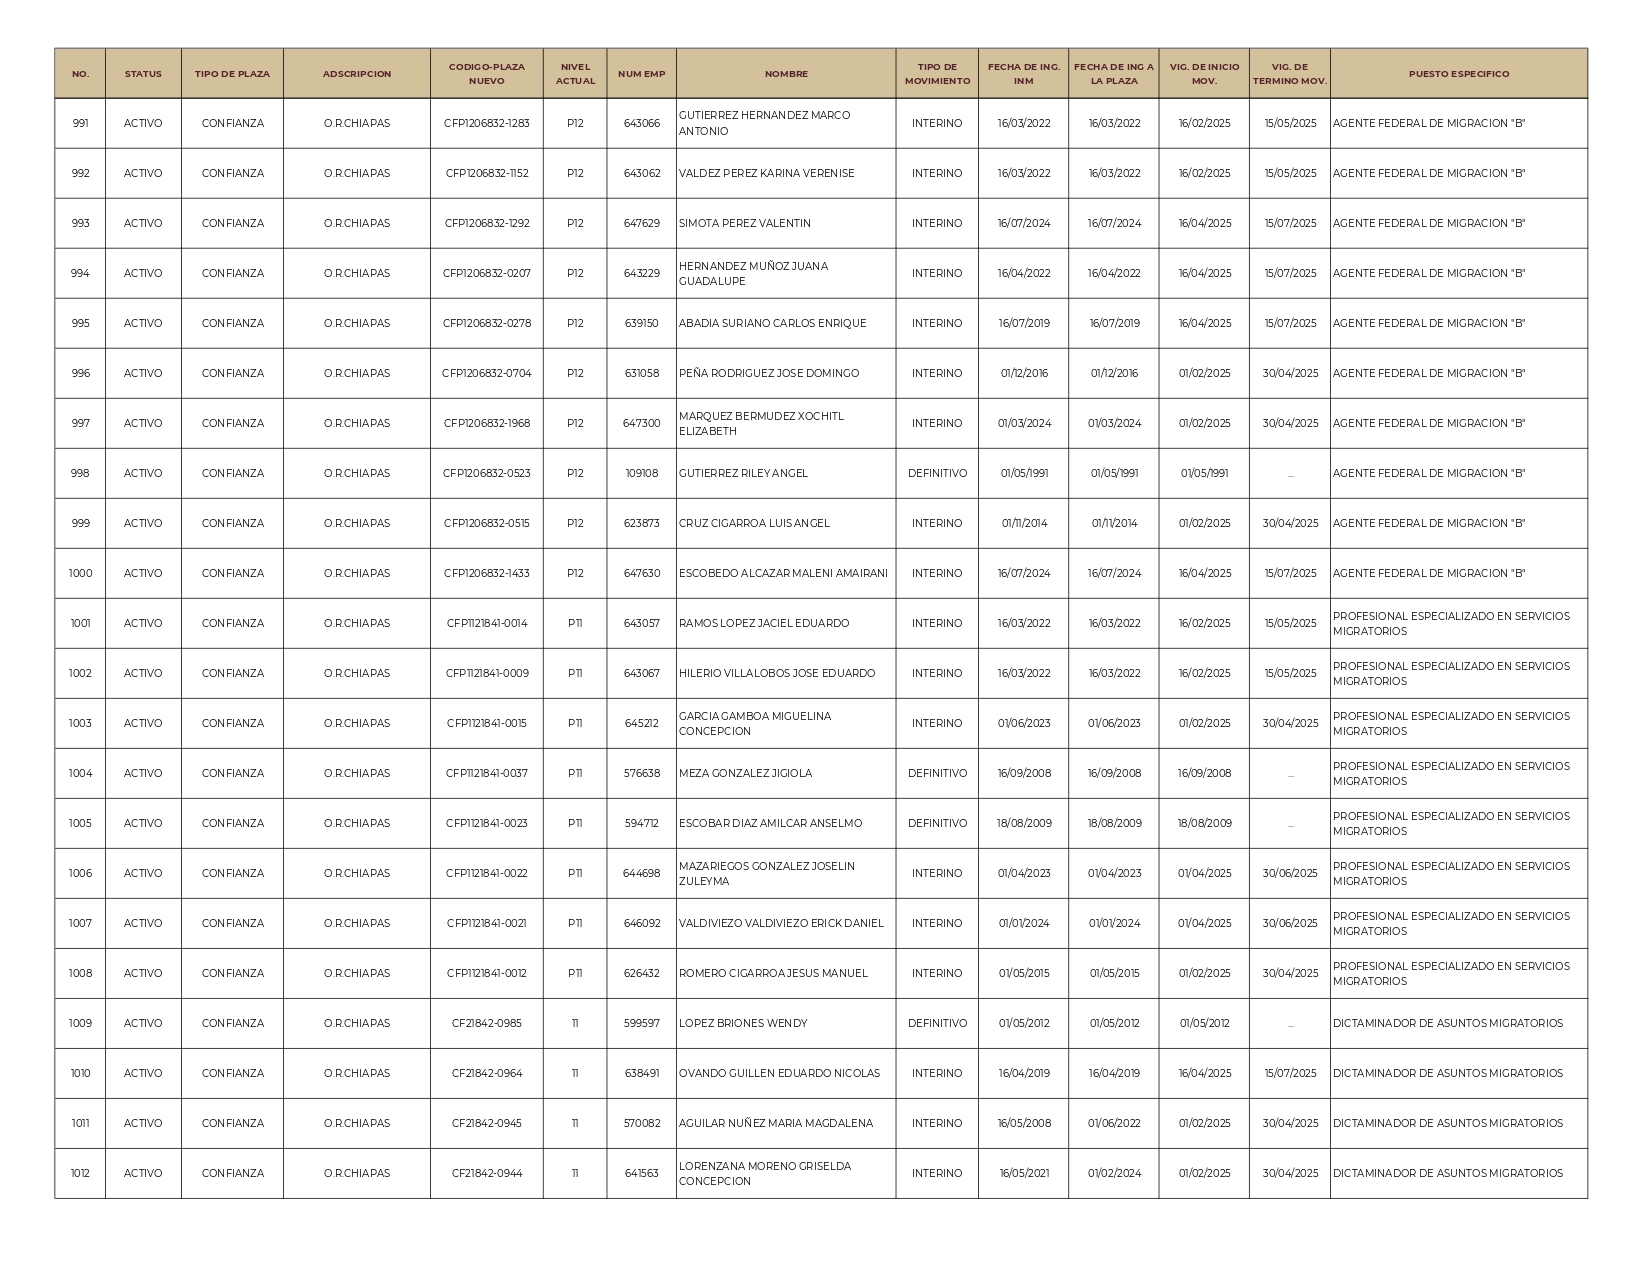 NO. STATUS TIPO DE PLAZA ADSCRIPCION CODIGO-PLAZA NUEVO NIVEL ACTUAL NUM EMP NOMBRE TIPO DE MOVIMIENTO FECHA DE ING. INM FECHA DE ING A LA PLAZA VIG. DE INICIO MOV. VIG. DE TERMINO MOV. PUESTO ESPECIFICO
991 ACTIVO CONFIANZA O.R.CHIAPAS CFP1206832-1283 P12 643066 GUTIERREZ HERNANDEZ MARCO ANTONIO INTERINO 16/03/2022 16/03/2022 16/02/2025 15/05/2025 AGENTE FEDERAL DE MIGRACION "B"
992 ACTIVO CONFIANZA O.R.CHIAPAS CFP1206832-1152 P12 643062 VALDEZ PEREZ KARINA VERENISE INTERINO 16/03/2022 16/03/2022 16/02/2025 15/05/2025 AGENTE FEDERAL DE MIGRACION "B"
993 ACTIVO CONFIANZA O.R.CHIAPAS CFP1206832-1292 P12 647629 SIMOTA PEREZ VALENTIN INTERINO 16/07/2024 16/07/2024 16/04/2025 15/07/2025 AGENTE FEDERAL DE MIGRACION "B"
994 ACTIVO CONFIANZA O.R.CHIAPAS CFP1206832-0207 P12 643229 HERNANDEZ MUÑOZ JUANA GUADALUPE INTERINO 16/04/2022 16/04/2022 16/04/2025 15/07/2025 AGENTE FEDERAL DE MIGRACION "B"
995 ACTIVO CONFIANZA O.R.CHIAPAS CFP1206832-0278 P12 639150 ABADIA SURIANO CARLOS ENRIQUE INTERINO 16/07/2019 16/07/2019 16/04/2025 15/07/2025 AGENTE FEDERAL DE MIGRACION "B"
996 ACTIVO CONFIANZA O.R.CHIAPAS CFP1206832-0704 P12 631058 PEÑA RODRIGUEZ JOSE DOMINGO INTERINO 01/12/2016 01/12/2016 01/02/2025 30/04/2025 AGENTE FEDERAL DE MIGRACION "B"
997 ACTIVO CONFIANZA O.R.CHIAPAS CFP1206832-1968 P12 647300 MARQUEZ BERMUDEZ XOCHITL ELIZABETH INTERINO 01/03/2024 01/03/2024 01/02/2025 30/04/2025 AGENTE FEDERAL DE MIGRACION "B"
998 ACTIVO CONFIANZA O.R.CHIAPAS CFP1206832-0523 P12 109108 GUTIERREZ RILEY ANGEL DEFINITIVO 01/05/1991 01/05/1991 01/05/1991 ... AGENTE FEDERAL DE MIGRACION "B"
999 ACTIVO CONFIANZA O.R.CHIAPAS CFP1206832-0515 P12 623873 CRUZ CIGARROA LUIS ANGEL INTERINO 01/11/2014 01/11/2014 01/02/2025 30/04/2025 AGENTE FEDERAL DE MIGRACION "B"
1000 ACTIVO CONFIANZA O.R.CHIAPAS CFP1206832-1433 P12 647630 ESCOBEDO ALCAZAR MALENI AMAIRANI INTERINO 16/07/2024 16/07/2024 16/04/2025 15/07/2025 AGENTE FEDERAL DE MIGRACION "B"
1001 ACTIVO CONFIANZA O.R.CHIAPAS CFP1121841-0014 P11 643057 RAMOS LOPEZ JACIEL EDUARDO INTERINO 16/03/2022 16/03/2022 16/02/2025 15/05/2025 PROFESIONAL ESPECIALIZADO EN SERVICIOS MIGRATORIOS
1002 ACTIVO CONFIANZA O.R.CHIAPAS CFP1121841-0009 P11 643067 HILERIO VILLALOBOS JOSE EDUARDO INTERINO 16/03/2022 16/03/2022 16/02/2025 15/05/2025 PROFESIONAL ESPECIALIZADO EN SERVICIOS MIGRATORIOS
1003 ACTIVO CONFIANZA O.R.CHIAPAS CFP1121841-0015 P11 645212 GARCIA GAMBOA MIGUELINA CONCEPCION INTERINO 01/06/2023 01/06/2023 01/02/2025 30/04/2025 PROFESIONAL ESPECIALIZADO EN SERVICIOS MIGRATORIOS
1004 ACTIVO CONFIANZA O.R.CHIAPAS CFP1121841-0037 P11 576638 MEZA GONZALEZ JIGIOLA DEFINITIVO 16/09/2008 16/09/2008 16/09/2008 ... PROFESIONAL ESPECIALIZADO EN SERVICIOS MIGRATORIOS
1005 ACTIVO CONFIANZA O.R.CHIAPAS CFP1121841-0023 P11 594712 ESCOBAR DIAZ AMILCAR ANSELMO DEFINITIVO 18/08/2009 18/08/2009 18/08/2009 ... PROFESIONAL ESPECIALIZADO EN SERVICIOS MIGRATORIOS
1006 ACTIVO CONFIANZA O.R.CHIAPAS CFP1121841-0022 P11 644698 MAZARIEGOS GONZALEZ JOSELIN ZULEYMA INTERINO 01/04/2023 01/04/2023 01/04/2025 30/06/2025 PROFESIONAL ESPECIALIZADO EN SERVICIOS MIGRATORIOS
1007 ACTIVO CONFIANZA O.R.CHIAPAS CFP1121841-0021 P11 646092 VALDIVIEZO VALDIVIEZO ERICK DANIEL INTERINO 01/01/2024 01/01/2024 01/04/2025 30/06/2025 PROFESIONAL ESPECIALIZADO EN SERVICIOS MIGRATORIOS
1008 ACTIVO CONFIANZA O.R.CHIAPAS CFP1121841-0012 P11 626432 ROMERO CIGARROA JESUS MANUEL INTERINO 01/05/2015 01/05/2015 01/02/2025 30/04/2025 PROFESIONAL ESPECIALIZADO EN SERVICIOS MIGRATORIOS
1009 ACTIVO CONFIANZA O.R.CHIAPAS CF21842-0985 11 599597 LOPEZ BRIONES WENDY DEFINITIVO 01/05/2012 01/05/2012 01/05/2012 ... DICTAMINADOR DE ASUNTOS MIGRATORIOS
1010 ACTIVO CONFIANZA O.R.CHIAPAS CF21842-0964 11 638491 OVANDO GUILLEN EDUARDO NICOLAS INTERINO 16/04/2019 16/04/2019 16/04/2025 15/07/2025 DICTAMINADOR DE ASUNTOS MIGRATORIOS
1011 ACTIVO CONFIANZA O.R.CHIAPAS CF21842-0945 11 570082 AGUILAR NUÑEZ MARIA MAGDALENA INTERINO 16/05/2008 01/06/2022 01/02/2025 30/04/2025 DICTAMINADOR DE ASUNTOS MIGRATORIOS
1012 ACTIVO CONFIANZA O.R.CHIAPAS CF21842-0944 11 641563 LORENZANA MORENO GRISELDA CONCEPCION INTERINO 16/05/2021 01/02/2024 01/02/2025 30/04/2025 DICTAMINADOR DE ASUNTOS MIGRATORIOS